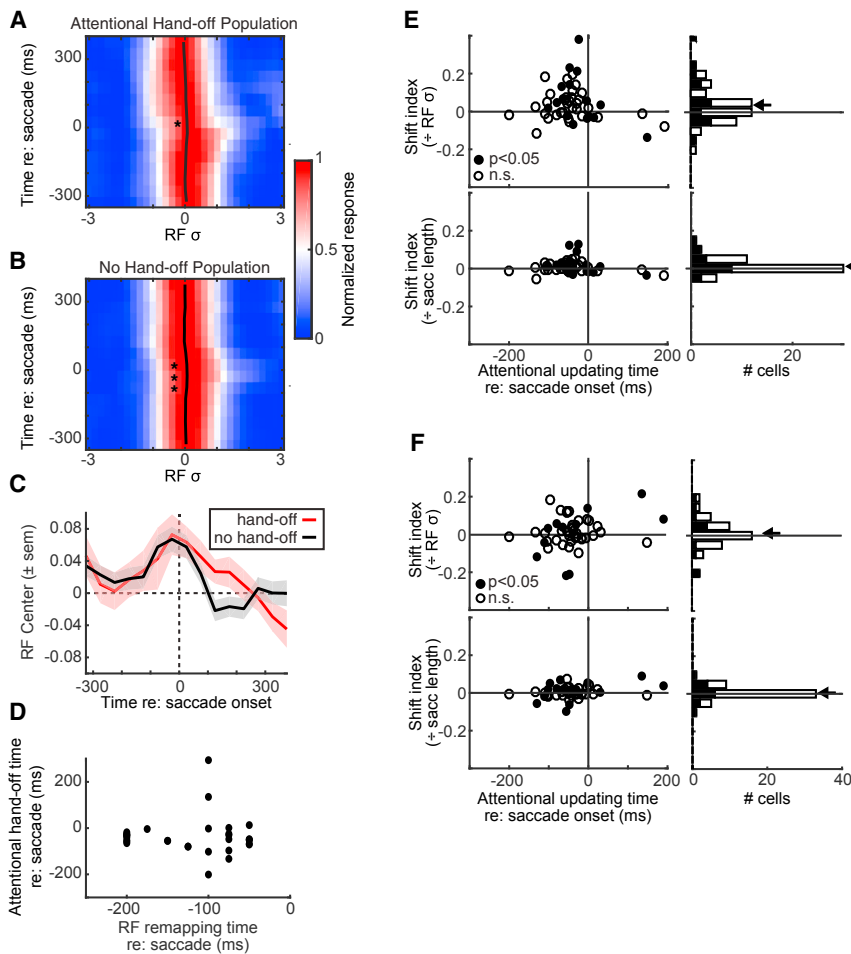 A
Attentional Hand-off Population
Time re: saccade (ms)
300
0
-300
*
-3
0
3
RF σ
B
No Hand-off Population
Time re: saccade (ms)
300
0
-300
*
*
*
-3
0
3
RF σ
1
0.5
0
Normalized response
C
hand-off
no hand-off
RF Center (± sem)
0.08
0.04
0
-0.04
-0.08
-300
0
300
Time re: saccade onset
D
Attentional hand-off time
re: saccade (ms)
200
0
-200
-200
-100
0
RF remapping time
re: saccade (ms)
E
Shift index
(÷ RF σ)
0.2
0
-0.2
p<0.05
n.s.
Shift index
(÷ sacc length)
0.2
0
-0.2
-200
0
200
Attentional updating time
re: saccade onset (ms)
0
20
# cells
F
Shift index
(÷ RF σ)
0.2
0
-0.2
p<0.05
n.s.
Shift index
(÷ sacc length)
0.2
0
-0.2
-200
0
200
Attentional updating time
re: saccade onset (ms)
0
20
40
# cells